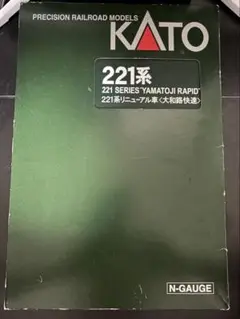 PRECISION RAILROAD MODELS
KATO
221系
221 SERIES "YAMATOJI RAPID"
221系リニューアル車〈大和路快速〉
N-GAUGE